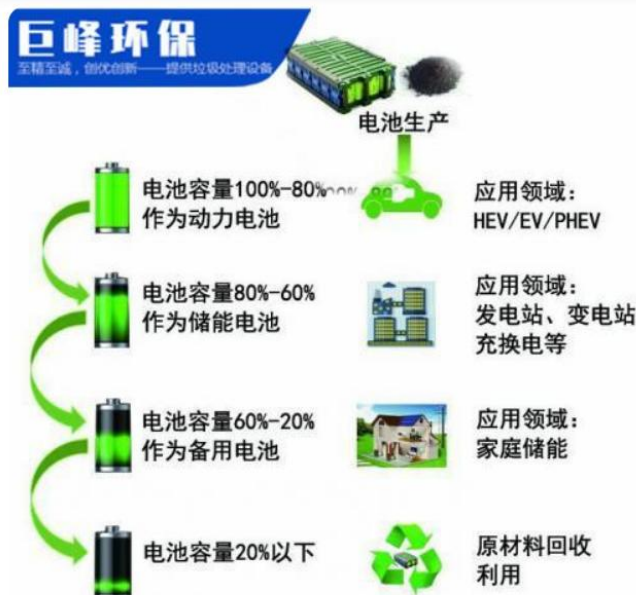 巨峰环保
至精至诚，创优创新——提供垃圾处理设备
电池生产
电池容量100%-80%
作为动力电池
应用领域：
HEV/EV/PHEV
电池容量80%-60%
作为储能电池
应用领域：
发电站、变电站
充换电等
电池容量60%-20%
作为备用电池
应用领域：
家庭储能
电池容量20%以下
原材料回收
利用